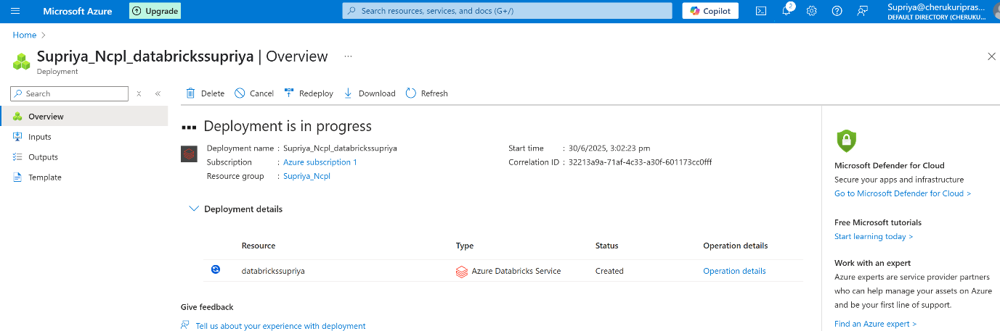 Microsoft Azure
Upgrade
Search resources, services, and docs (G+/)
Copilot
2
Supriya@cherukuripras...
DEFAULT DIRECTORY (CHERUKU...
Home >
Supriya_Ncpl_databrickssupriya | Overview ...
Deployment
Search
Delete
Cancel
Redeploy
Download
Refresh
Overview
Inputs
Outputs
Template
Deployment is in progress
Deployment name : Supriya_Ncpl_databrickssupriya
Subscription : Azure subscription 1
Resource group : Supriya_Ncpl
Start time : 30/6/2025, 3:02:23 pm
Correlation ID : 32213a9a-71af-4c33-a30f-601173cc0fff
Deployment details
Resource Type Status Operation details
databrickssupriya Azure Databricks Service Created Operation details
Give feedback
Tell us about your experience with deployment
Microsoft Defender for Cloud
Secure your apps and infrastructure
Go to Microsoft Defender for Cloud >
Free Microsoft tutorials
Start learning today >
Work with an expert
Azure experts are service provider partners
who can help manage your assets on Azure
and be your first line of support.
Find an Azure expert >